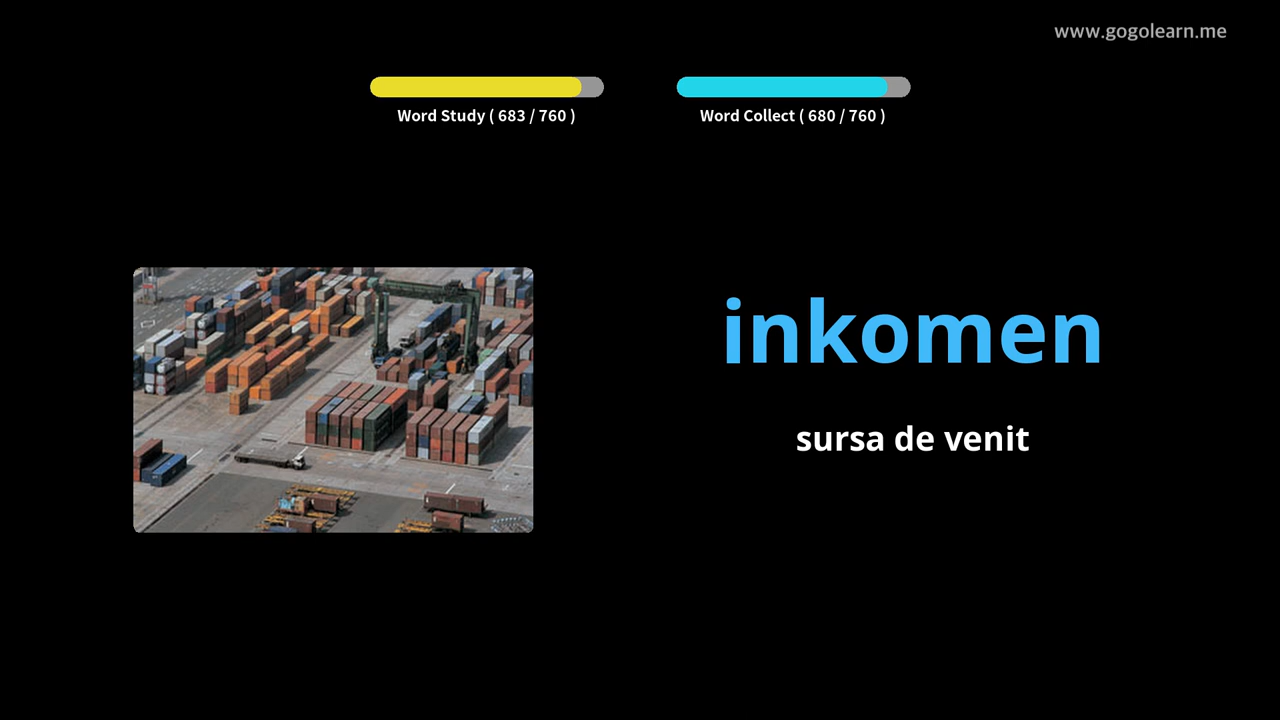 www.gogolearn.me
Word Study ( 683 / 760 )
Word Collect ( 680 / 760 )
inkomen
sursa de venit